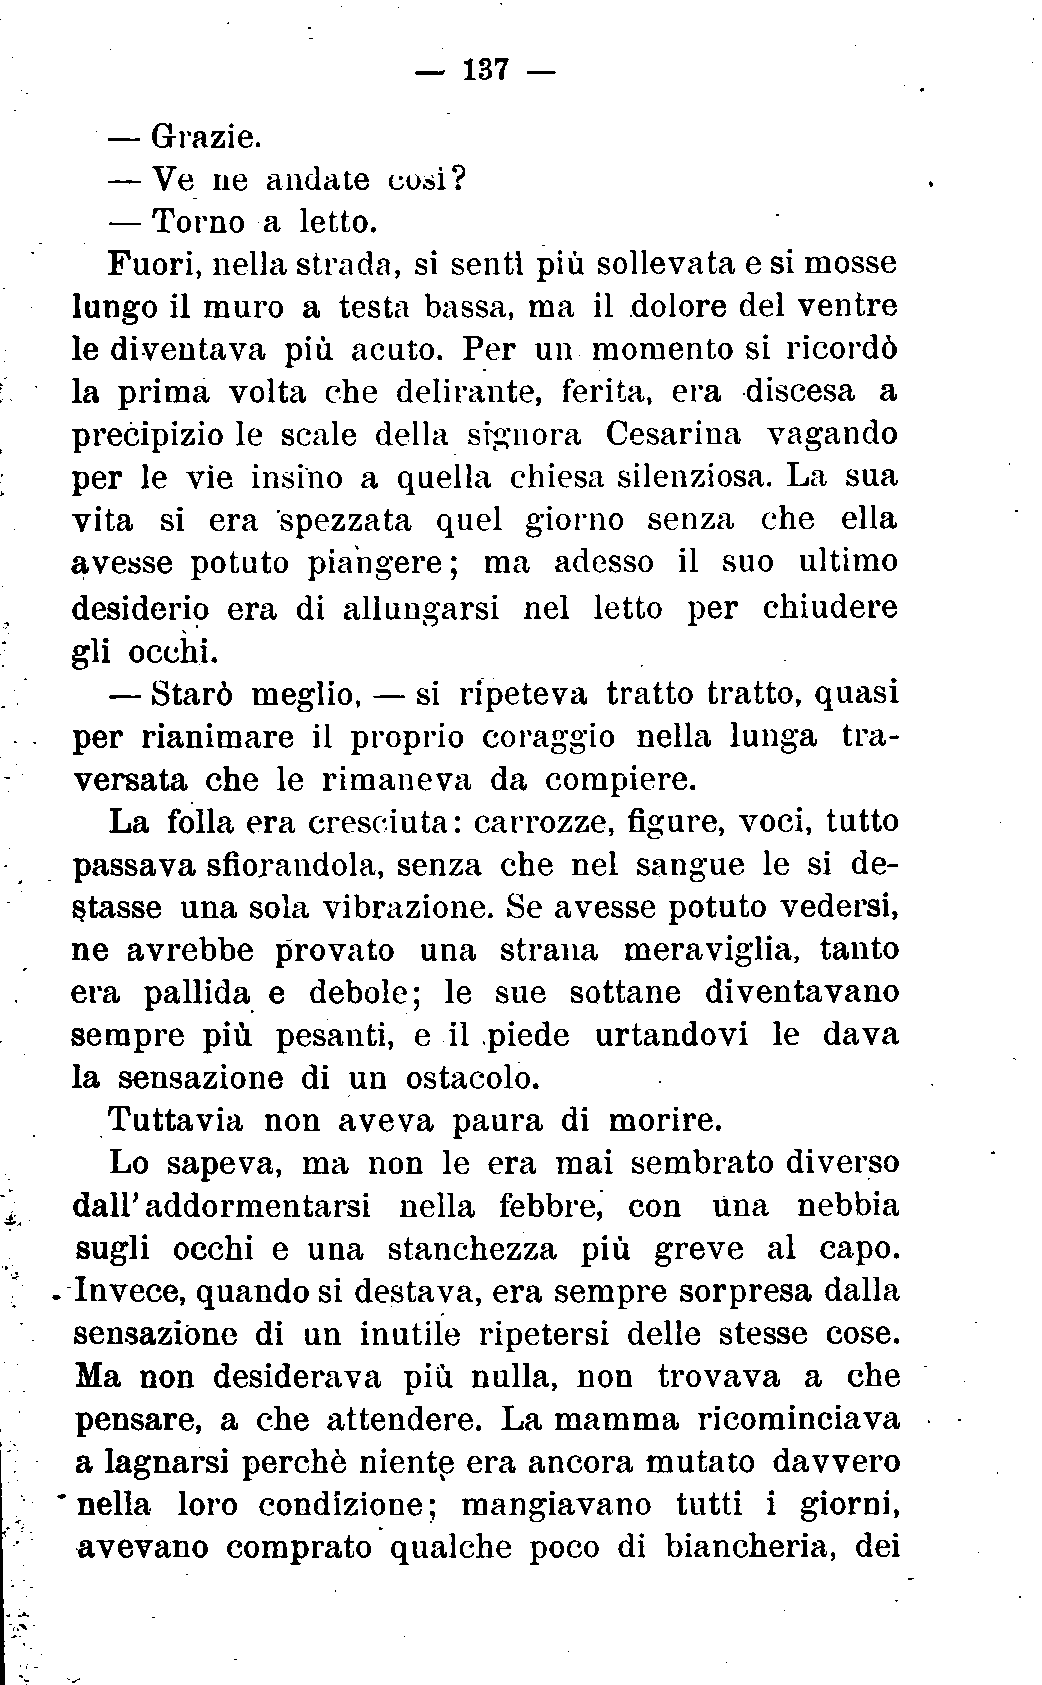 — 137 —
— Grazie.
— Ve ne andate così?
— Torno a letto.
Fuori, nella strada, si sentì più sollevata e si mosse
lungo il muro a testa bassa, ma il dolore del ventre
le diventava più acuto. Per un momento si ricordò
la prima volta che delirante, ferita, era discesa a
precipizio le scale della signora Cesarina vagando
per le vie insino a quella chiesa silenziosa. La sua
vita si era spezzata quel giorno senza che ella
avesse potuto piangere; ma adesso il suo ultimo
desiderio era di allungarsi nel letto per chiudere
gli occhi.
— Starò meglio, — si ripeteva tratto tratto, quasi
per rianimare il proprio coraggio nella lunga tra-
versata che le rimaneva da compiere.
La folla era cresciuta: carrozze, figure, voci, tutto
passava sfiorandola, senza che nel sangue le si de-
stasse una sola vibrazione. Se avesse potuto vedersi,
ne avrebbe provato una strana meraviglia, tanto
era pallida e debole; le sue sottane diventavano
sempre più pesanti, e il piede urtandovi le dava
la sensazione di un ostacolo.
Tuttavia non aveva paura di morire.
Lo sapeva, ma non le era mai sembrato diverso
dall'addormentarsi nella febbre, con una nebbia
sugli occhi e una stanchezza più greve al capo.
Invece, quando si destava, era sempre sorpresa dalla
sensazione di un inutile ripetersi delle stesse cose.
Ma non desiderava più nulla, non trovava a che
pensare, a che attendere. La mamma ricominciava
a lagnarsi perchè niente era ancora mutato davvero
nella loro condizione; mangiavano tutti i giorni,
avevano comprato qualche poco di biancheria, dei